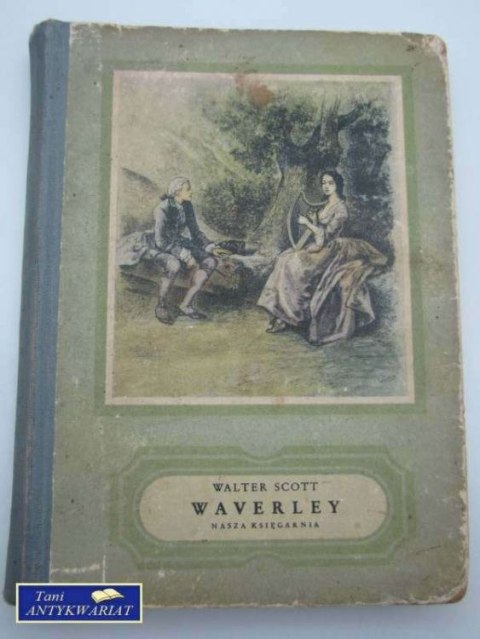 WALTER SCOTT
WAVERLEY
NASZA KSIĘGARNIA
Tani
ANTYKWARIAT